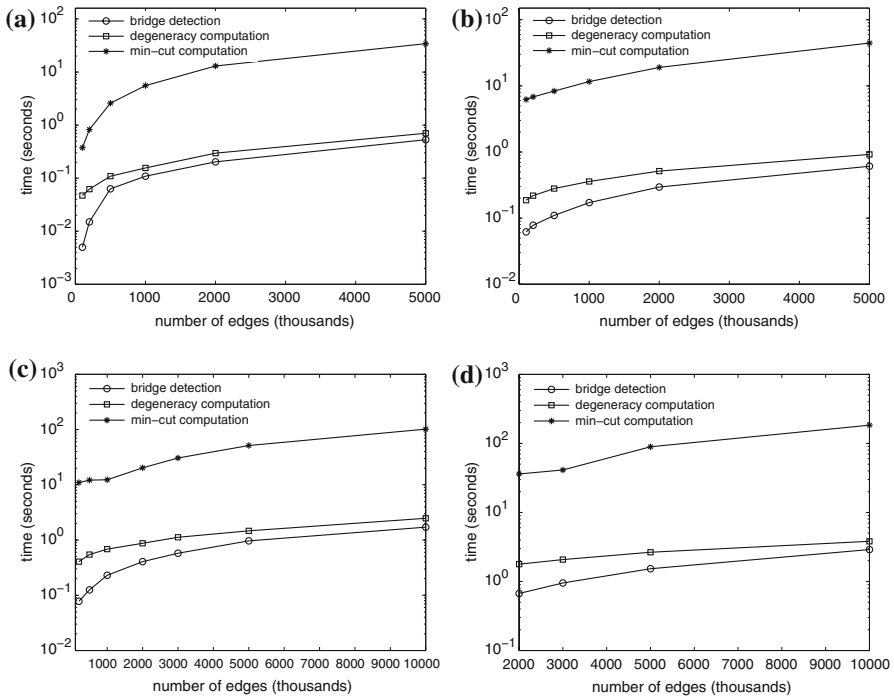 (a)
bridge detection
degeneracy computation
min−cut computation
time (seconds)
10^2
10^1
10^0
10^−1
10^−2
10^−3
0 1000 2000 3000 4000 5000
number of edges (thousands)
(b)
bridge detection
degeneracy computation
min−cut computation
time (seconds)
10^2
10^1
10^0
10^−1
10^−2
0 1000 2000 3000 4000 5000
number of edges (thousands)
(c)
bridge detection
degeneracy computation
min−cut computation
time (seconds)
10^3
10^2
10^1
10^0
10^−1
10^−2
1000 2000 3000 4000 5000 6000 7000 8000 9000 10000
number of edges (thousands)
(d)
bridge detection
degeneracy computation
min−cut computation
time (seconds)
10^3
10^2
10^1
10^0
10^−1
2000 3000 4000 5000 6000 7000 8000 9000 10000
number of edges (thousands)